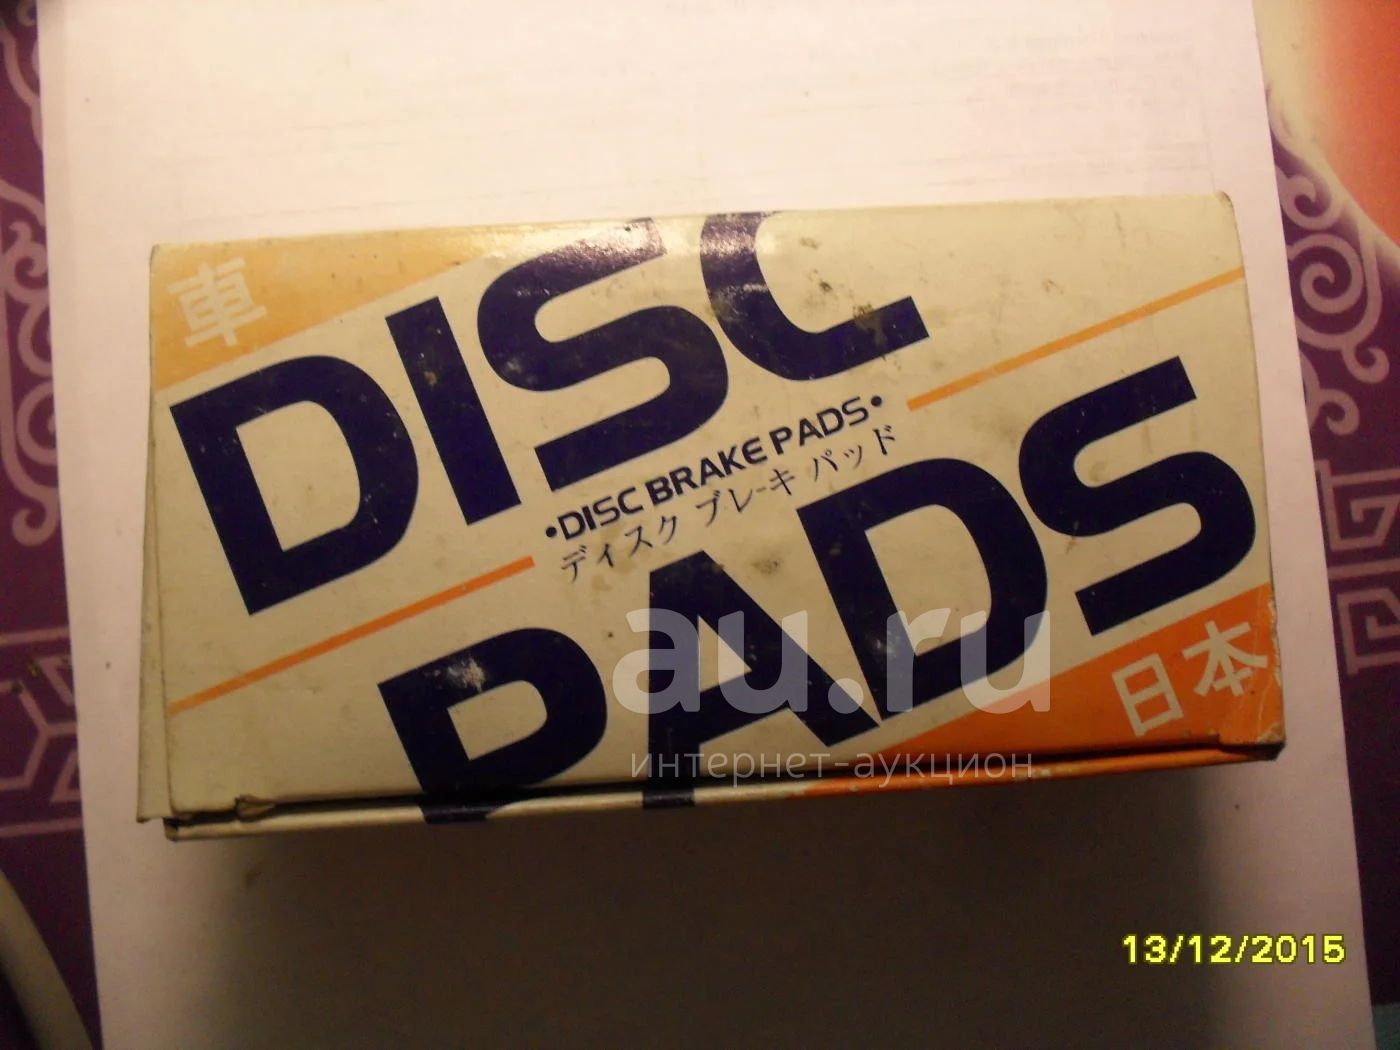 車
DISC
•DISC BRAKE PADS•
ディスク ブレーキ パッド
PADS
日本
au.ru
интернет-аукцион
13/12/2015